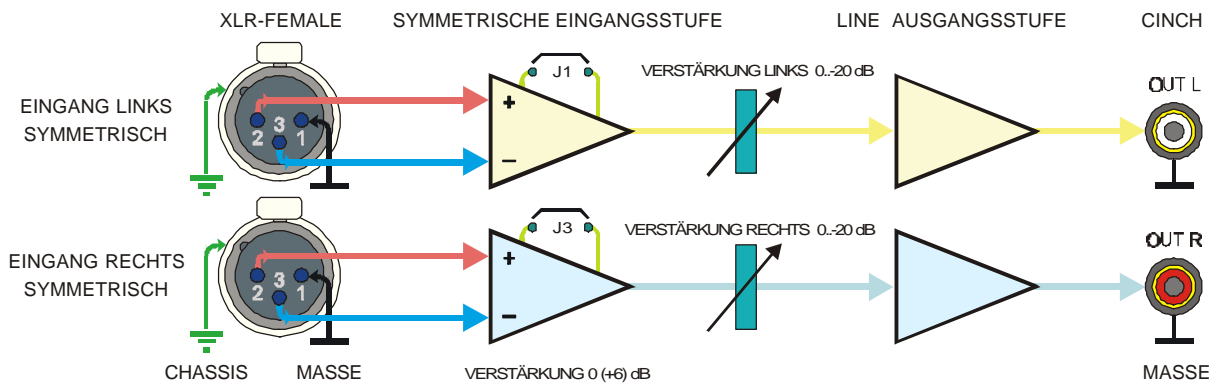 XLR-FEMALE SYMMETRISCHE EINGANGSSTUFE LINE AUSGANGSSTUFE CINCH
J1
VERSTÄRKUNG LINKS 0..-20 dB
OUT L
EINGANG LINKS
SYMMETRISCH
+
2 3 1
−
J3
VERSTÄRKUNG RECHTS 0..-20 dB
OUT R
EINGANG RECHTS
SYMMETRISCH
+
2 3 1
−
CHASSIS MASSE VERSTÄRKUNG 0 (+6) dB MASSE